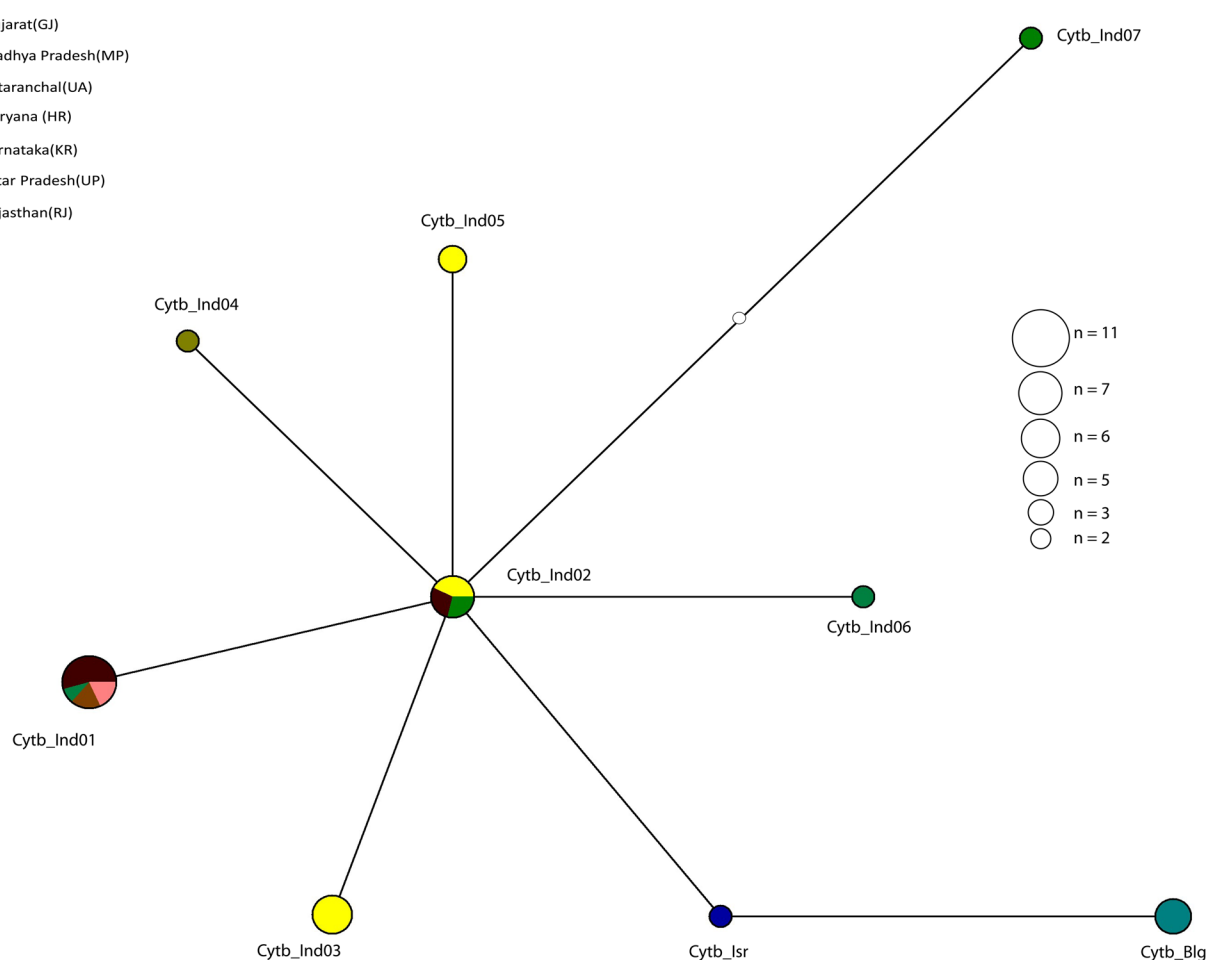 jarat(GJ)
adhya Pradesh(MP)
taranchal(UA)
ryana (HR)
rnataka(KR)
tar Pradesh(UP)
jasthan(RJ)
Cytb_Ind07
Cytb_Ind05
Cytb_Ind04
n = 11
n = 7
n = 6
n = 5
n = 3
n = 2
Cytb_Ind02
Cytb_Ind06
Cytb_Ind01
Cytb_Ind03
Cytb_Isr
Cytb_Blg